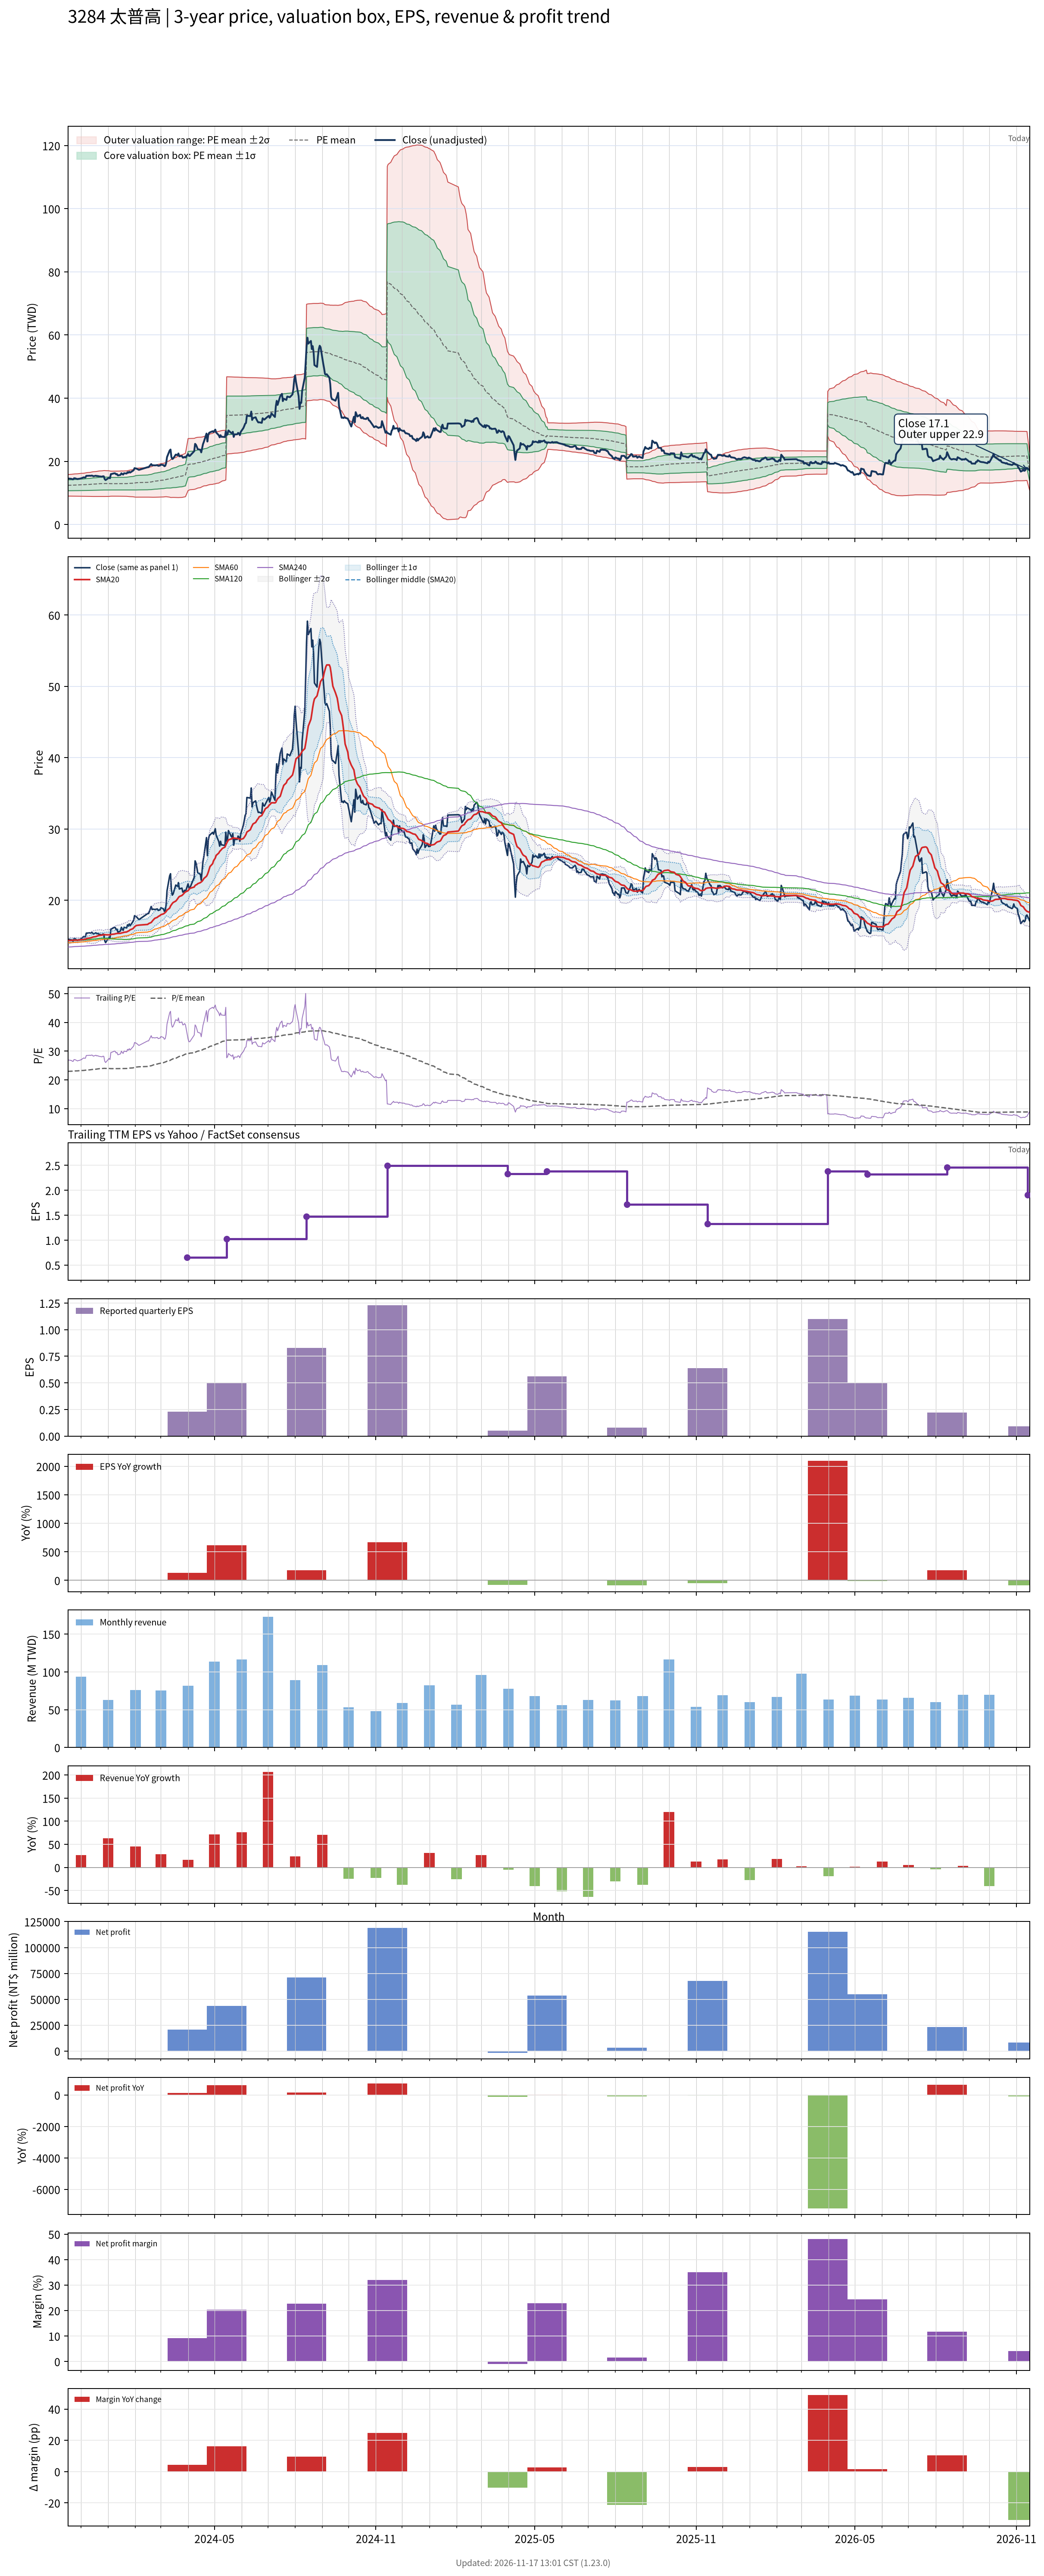 3284 太普高 | 3-year price, valuation box, EPS, revenue & profit trend
Outer valuation range: PE mean ±2σ
Core valuation box: PE mean ±1σ
PE mean
Close (unadjusted)
Today
Price (TWD)
120
100
80
60
40
20
0
Close 17.1
Outer upper 22.9
Close (same as panel 1)
SMA20
SMA60
SMA120
SMA240
Bollinger ±2σ
Bollinger ±1σ
Bollinger middle (SMA20)
Price
60
50
40
30
20
Trailing P/E
P/E mean
P/E
50
40
30
20
10
Trailing TTM EPS vs Yahoo / FactSet consensus
Today
EPS
2.5
2.0
1.5
1.0
0.5
Reported quarterly EPS
EPS
1.25
1.00
0.75
0.50
0.25
0.00
EPS YoY growth
YoY (%)
2000
1500
1000
500
0
Monthly revenue
Revenue (M TWD)
150
100
50
0
Revenue YoY growth
YoY (%)
200
150
100
50
0
-50
Month
Net profit
Net profit (NT$ million)
125000
100000
75000
50000
25000
0
Net profit YoY
YoY (%)
0
-2000
-4000
-6000
Net profit margin
Margin (%)
50
40
30
20
10
0
Margin YoY change
Δ margin (pp)
40
20
0
-20
2024-05
2024-11
2025-05
2025-11
2026-05
2026-11
Updated: 2026-11-17 13:01 CST (1.23.0)